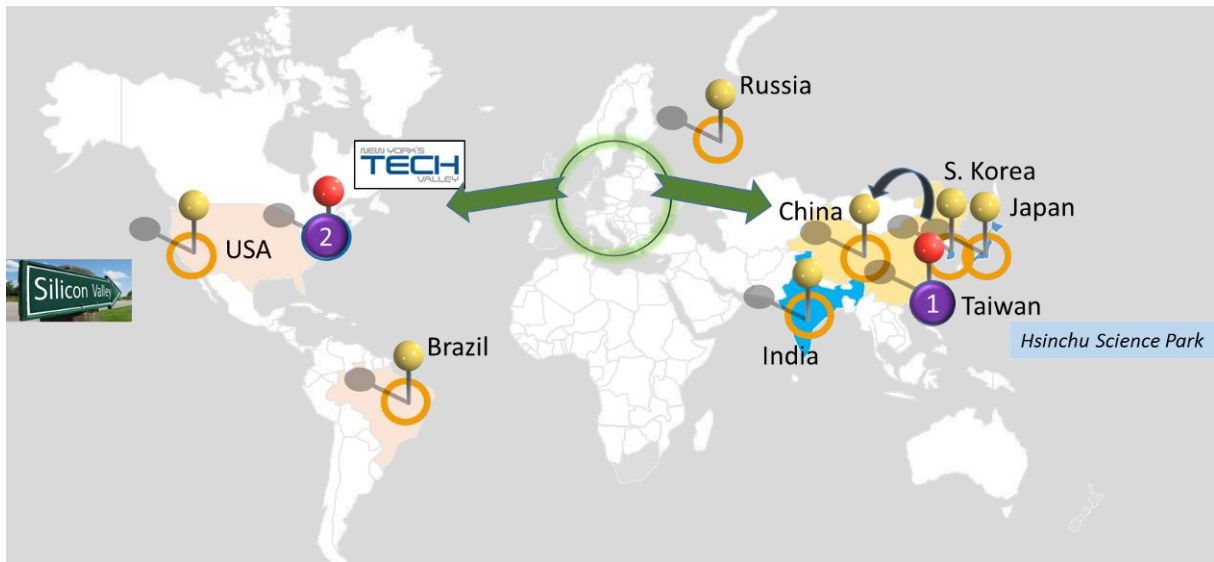 Russia
NEW YORK'S
TECH
VALLEY
S. Korea
China
Japan
USA
2
Silicon Valley
1
Taiwan
Hsinchu Science Park
India
Brazil